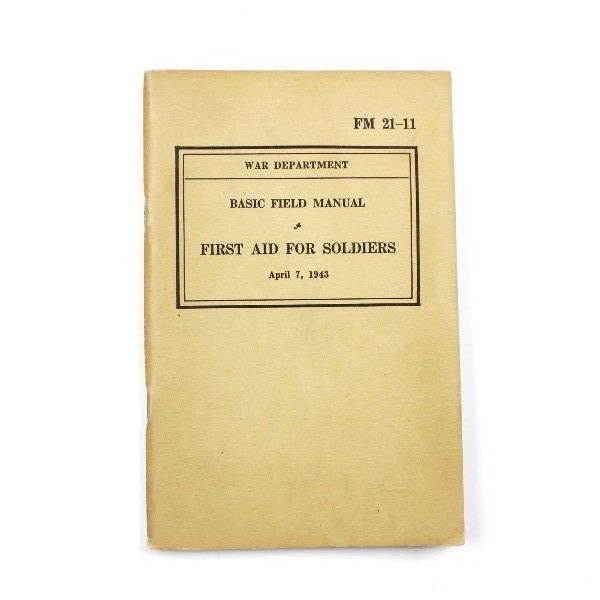 FM 21–11
WAR DEPARTMENT
BASIC FIELD MANUAL
FIRST AID FOR SOLDIERS
April 7, 1943